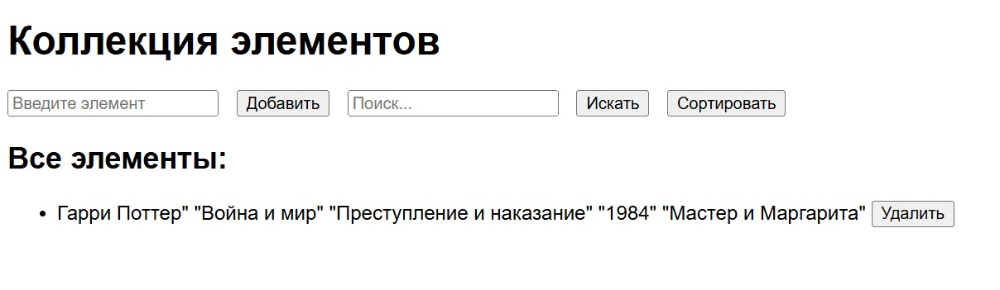 Коллекция элементов
Введите элемент Добавить Поиск... Искать Сортировать
Все элементы:
• Гарри Поттер" "Война и мир" "Преступление и наказание" "1984" "Мастер и Маргарита" Удалить